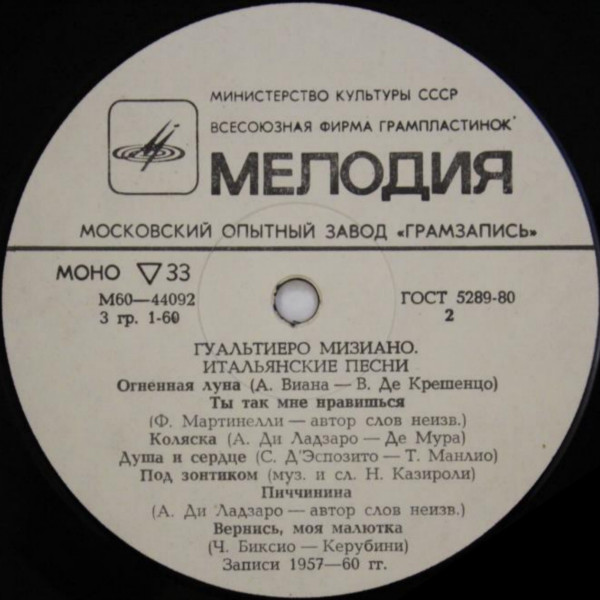 МИНИСТЕРСТВО КУЛЬТУРЫ СССР
ВСЕСОЮЗНАЯ ФИРМА ГРАМПЛАСТИНОК
МЕЛОДИЯ
МОСКОВСКИЙ ОПЫТНЫЙ ЗАВОД «ГРАМЗАПИСЬ»
МОНО ▽ 33
М60—44092
3 гр. 1-60
ГОСТ 5289-80
2
ГУАЛЬТИЕРО МИЗИАНО.
ИТАЛЬЯНСКИЕ ПЕСНИ
Огненная луна (А. Виана — В. Де Крешенцо)
Ты так мне нравишься
(Ф. Мартинелли — автор слов неизв.)
Коляска (А. Ди Ладзаро — Де Мура)
Душа и сердце (С. Д'Эспозито — Т. Манлио)
Под зонтиком (муз. и сл. Н. Казироли)
Пиччинина
(А. Ди Ладзаро — автор слов неизв.)
Вернись, моя малютка
(Ч. Биксио — Керубини)
Записи 1957—60 гг.